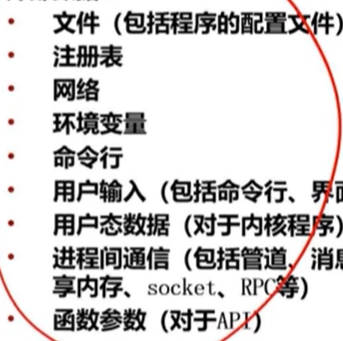 • 文件（包括程序的配置文件）
• 注册表
• 网络
• 环境变量
• 命令行
• 用户输入（包括命令行、界
• 用户态数据（对于内核程序）
• 进程间通信（包括管道、消
享内存、socket、RPC等）
• 函数参数（对于API）